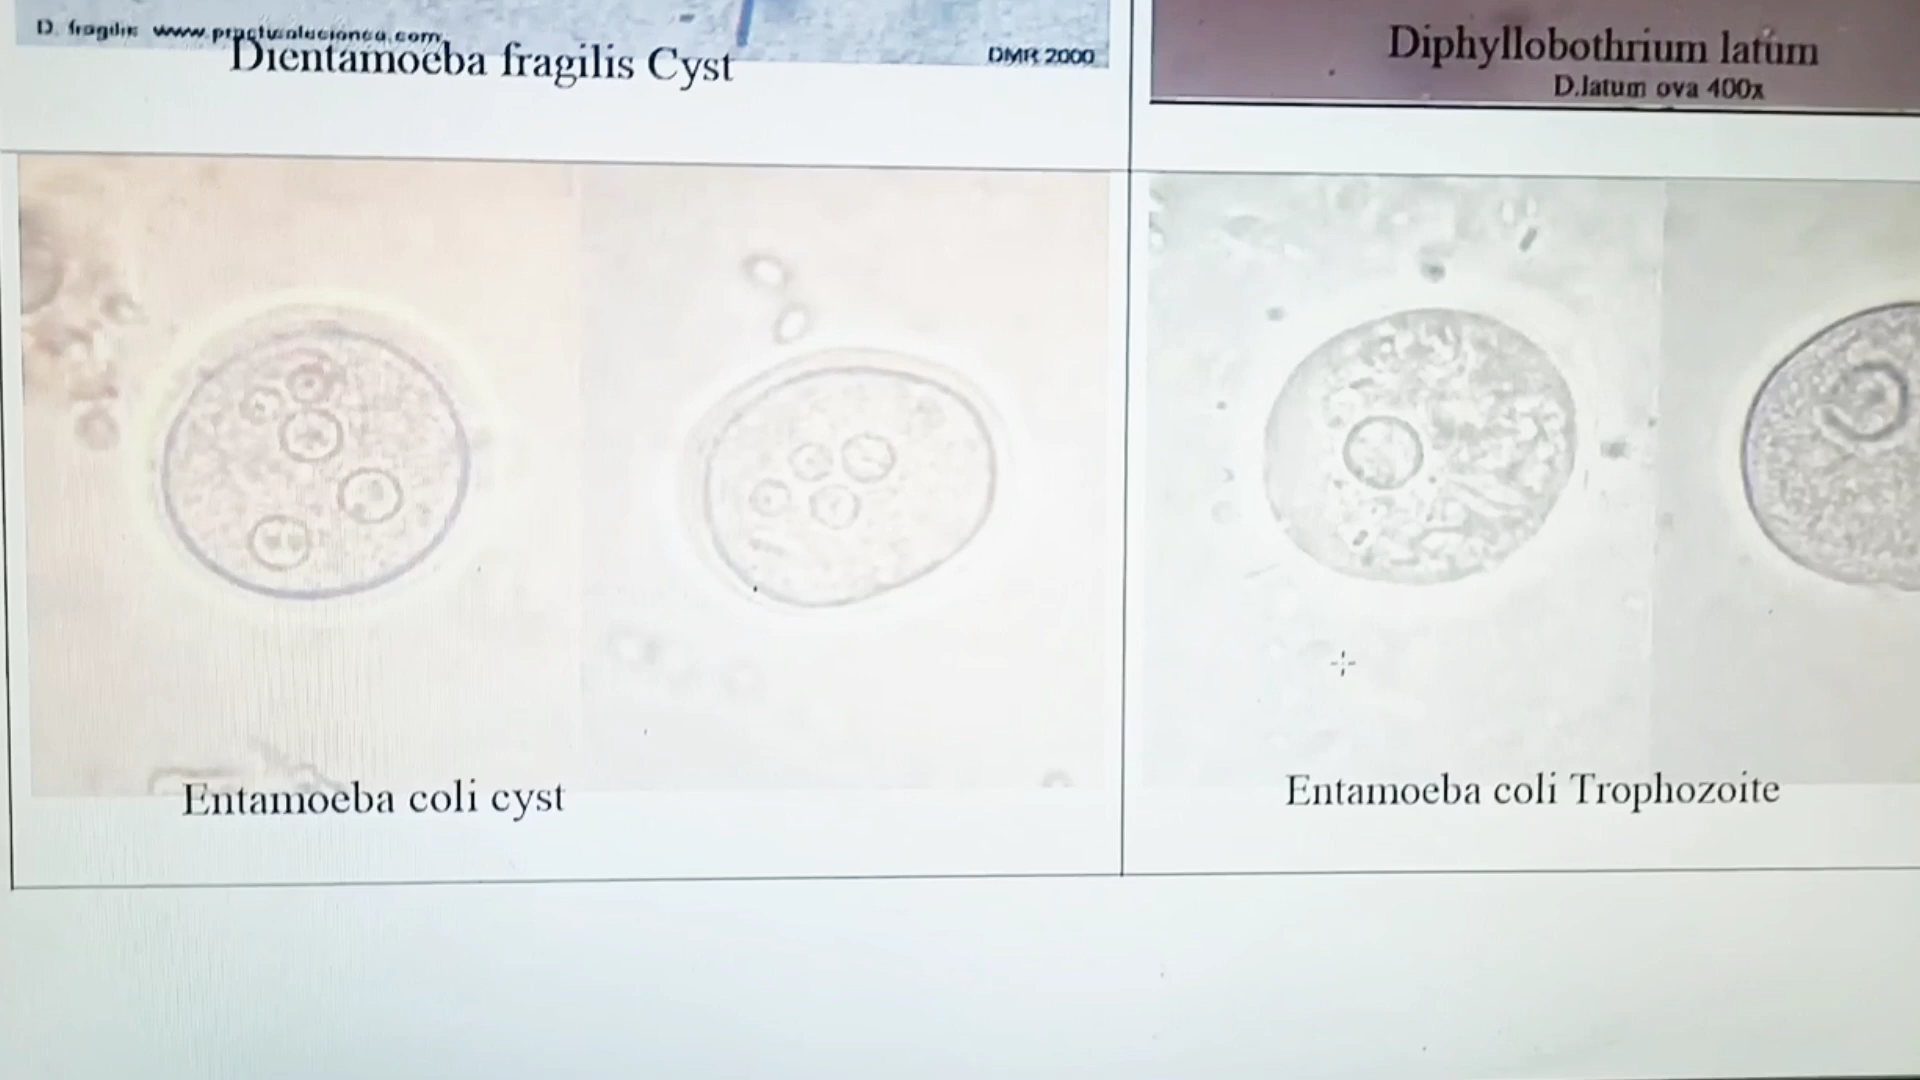 D. fragilis
Dientamoeba fragilis Cyst
DMR 2000
Diphyllobothrium latum
D.latum ova 400x
Entamoeba coli cyst
Entamoeba coli Trophozoite